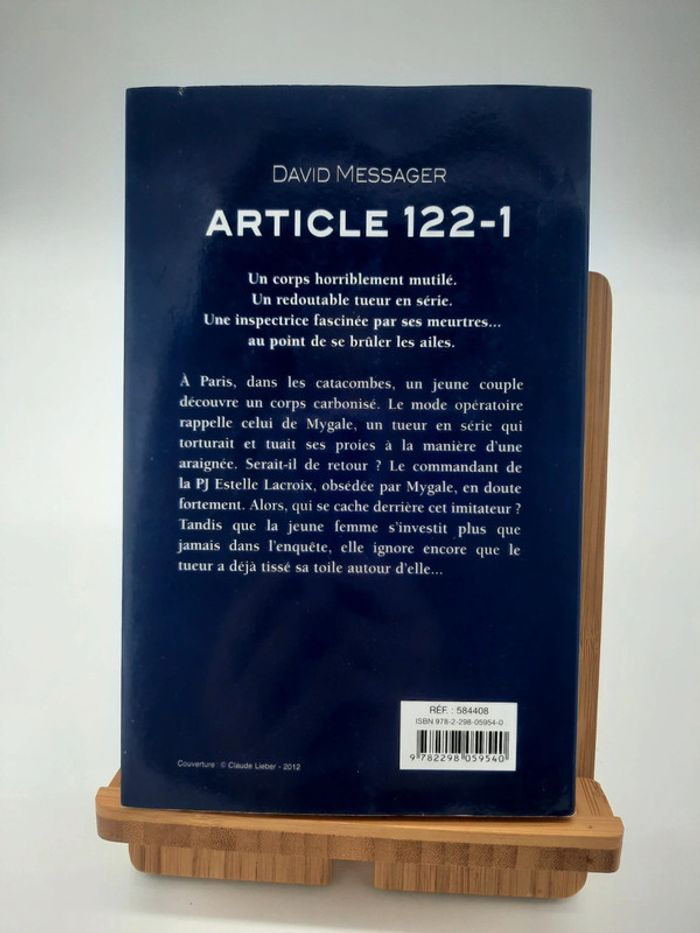 DAVID MESSAGER
ARTICLE 122-1
Un corps horriblement mutilé.
Un redoutable tueur en série.
Une inspectrice fascinée par ses meurtres...
au point de se brûler les ailes.
À Paris, dans les catacombes, un jeune couple
découvre un corps carbonisé. Le mode opératoire
rappelle celui de Mygale, un tueur en série qui
torturait et tuait ses proies à la manière d'une
araignée. Serait-il de retour ? Le commandant de
la PJ Estelle Lacroix, obsédée par Mygale, en doute
fortement. Alors, qui se cache derrière cet imitateur ?
Tandis que la jeune femme s'investit plus que
jamais dans l'enquête, elle ignore encore que le
tueur a déjà tissé sa toile autour d'elle...
RÉF. : 584408
ISBN 978-2-298-05954-0
9 782298 059540
Couverture : © Claude Lieber - 2012